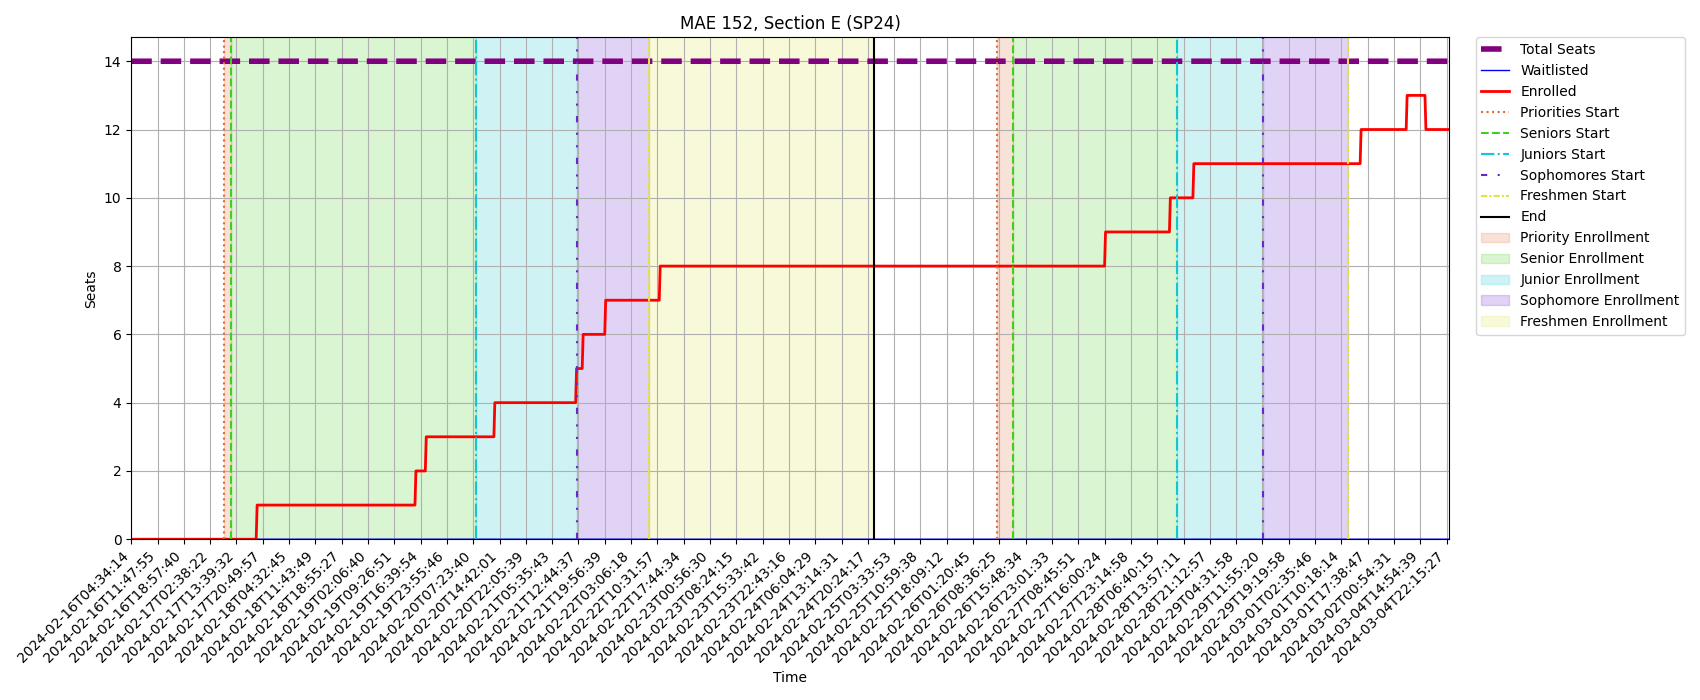 MAE 152, Section E (SP24)
Seats
14
12
10
8
6
4
2
0
2024-02-16T04:34:14
2024-02-16T11:47:55
2024-02-16T18:57:40
2024-02-17T02:38:22
2024-02-17T13:39:32
2024-02-17T20:49:57
2024-02-18T04:32:45
2024-02-18T11:43:49
2024-02-18T18:55:27
2024-02-19T02:06:40
2024-02-19T09:26:51
2024-02-19T16:39:54
2024-02-19T23:55:46
2024-02-20T07:23:40
2024-02-20T14:42:01
2024-02-20T22:05:39
2024-02-21T05:35:43
2024-02-21T12:44:37
2024-02-21T19:56:39
2024-02-22T03:06:18
2024-02-22T10:31:57
2024-02-22T17:44:34
2024-02-23T00:56:30
2024-02-23T08:24:15
2024-02-23T15:33:42
2024-02-23T22:43:16
2024-02-24T06:04:29
2024-02-24T13:14:31
2024-02-24T20:24:17
2024-02-25T03:33:53
2024-02-25T10:59:38
2024-02-25T18:09:12
2024-02-26T01:20:45
2024-02-26T08:36:25
2024-02-26T15:48:34
2024-02-26T23:01:33
2024-02-27T08:45:51
2024-02-27T16:00:24
2024-02-27T23:14:58
2024-02-28T06:40:15
2024-02-28T13:57:11
2024-02-28T21:12:57
2024-02-29T04:31:58
2024-02-29T11:55:20
2024-02-29T19:19:58
2024-03-01T02:35:46
2024-03-01T10:18:14
2024-03-01T17:38:47
2024-03-02T00:54:31
2024-03-04T14:54:39
2024-03-04T22:15:27
Time
Total Seats
Waitlisted
Enrolled
Priorities Start
Seniors Start
Juniors Start
Sophomores Start
Freshmen Start
End
Priority Enrollment
Senior Enrollment
Junior Enrollment
Sophomore Enrollment
Freshmen Enrollment